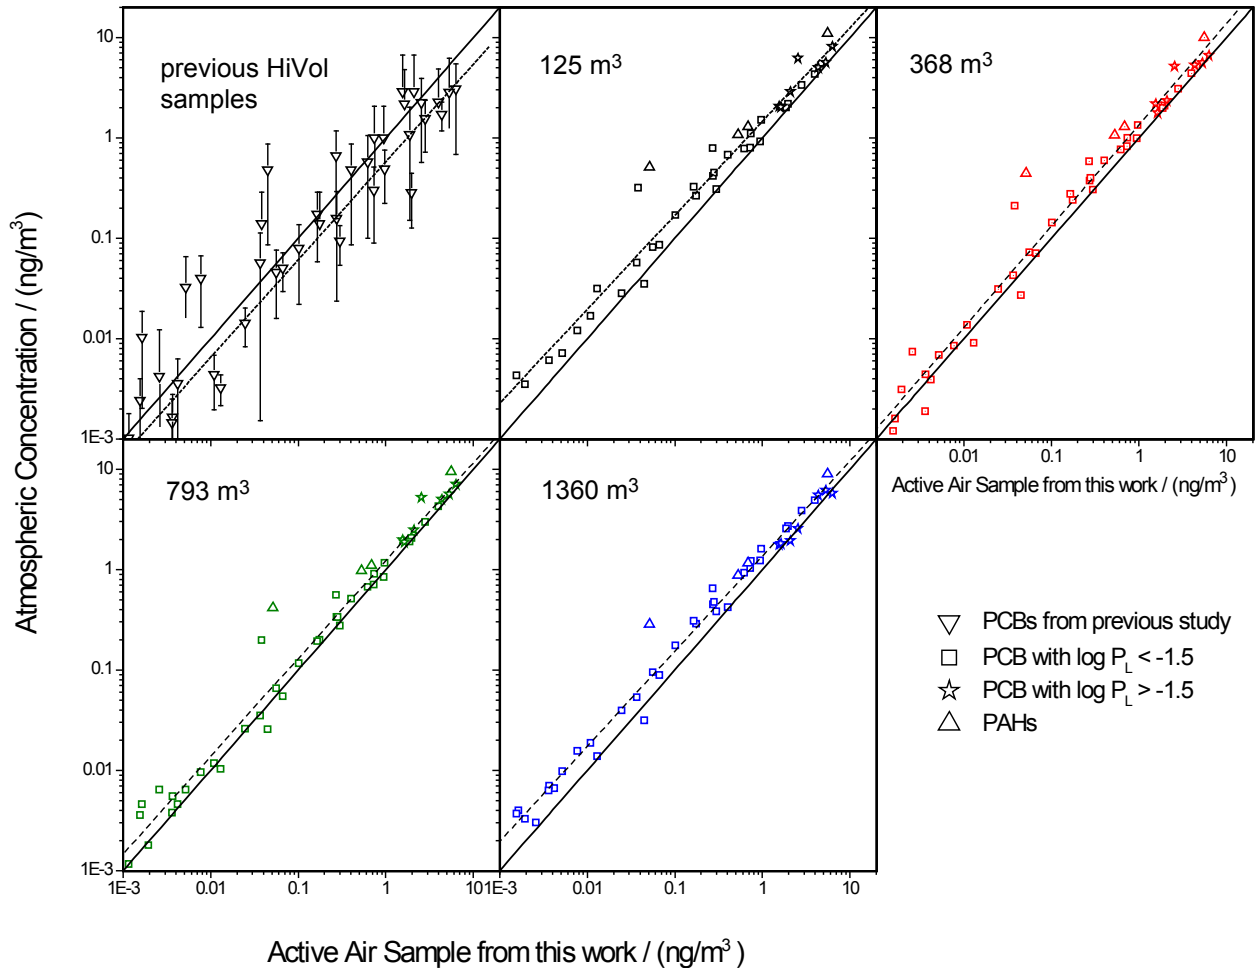 previous HiVol
samples
125 m³
368 m³
10
1
0.1
0.01
1E-3
Atmospheric Concentration / (ng/m³)
0.01 0.1 1 10
Active Air Sample from this work / (ng/m³)
793 m³
1360 m³
10
1
0.1
0.01
1E-3
1E-3 0.01 0.1 1 101E-3 0.01 0.1 1 10
PCBs from previous study
PCB with log P_L < -1.5
PCB with log P_L > -1.5
PAHs
Active Air Sample from this work / (ng/m³)